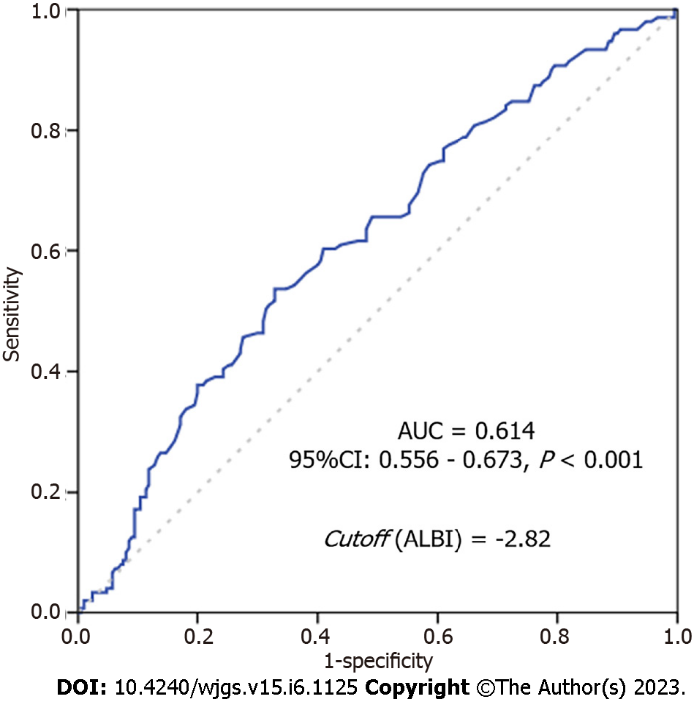 1.0
0.8
0.6
0.4
0.2
0.0
Sensitivity
AUC = 0.614
95%CI: 0.556 - 0.673, P < 0.001
Cutoff (ALBI) = -2.82
0.0 0.2 0.4 0.6 0.8 1.0
1-specificity
DOI: 10.4240/wjgs.v15.i6.1125 Copyright ©The Author(s) 2023.